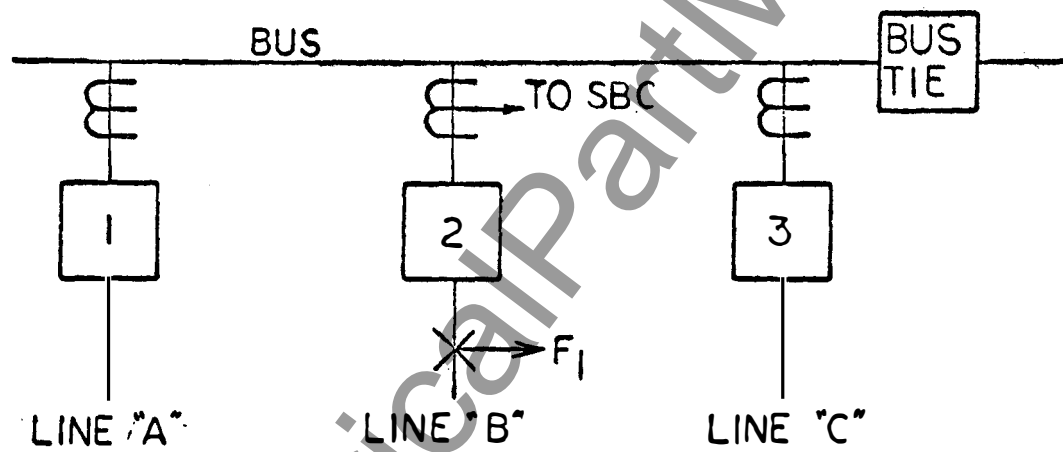 BUS
BUS
TIE
TO SBC
1
2
3
F1
LINE "A"
LINE "B"
LINE "C"